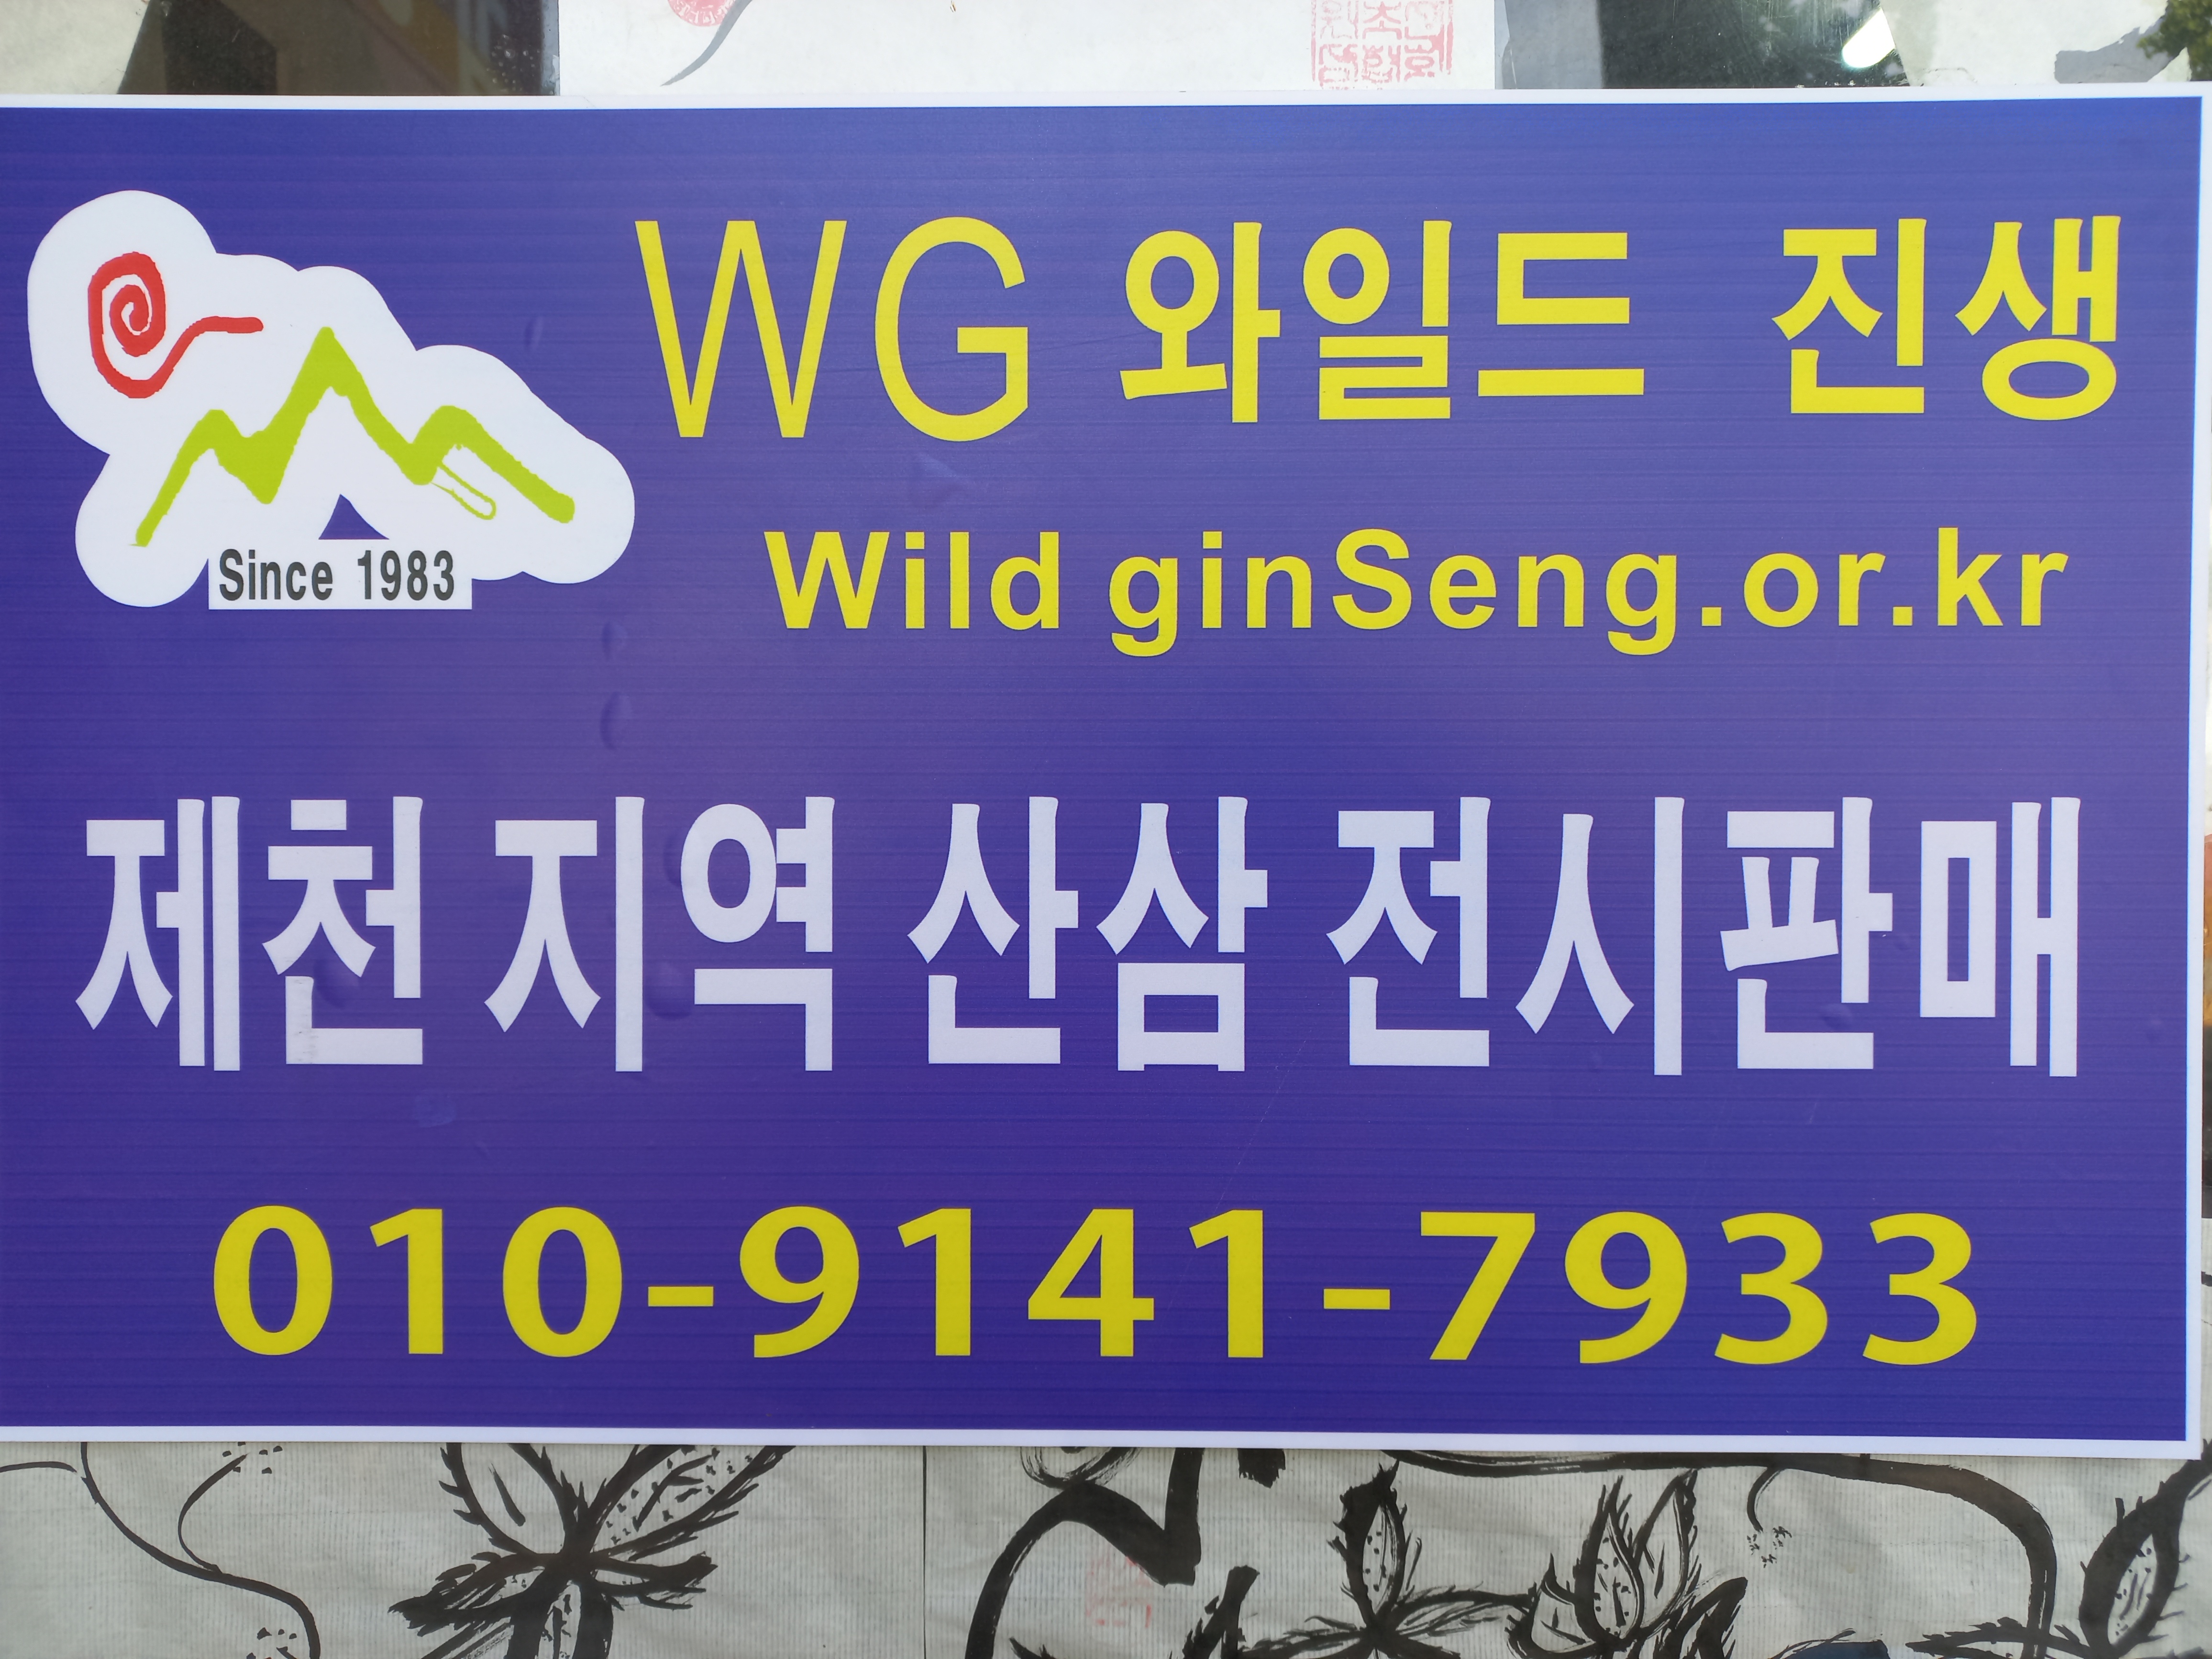 WG 와일드 진생
Wild ginSeng.or.kr
Since 1983
제천 지역 산삼 전시판매
010-9141-7933